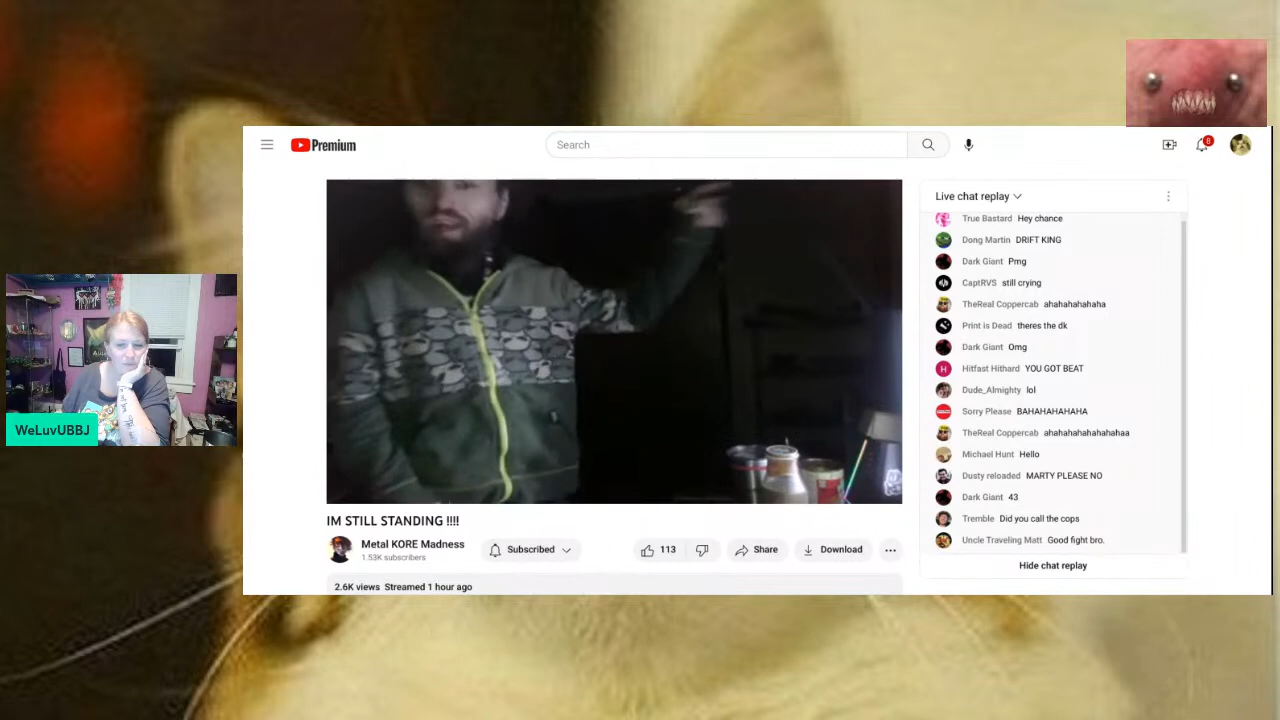 Premium
Search
8
Live chat replay
True Bastard Hey chance
Dong Martin DRIFT KING
Dark Giant Pmg
CaptRVS still crying
TheReal Coppercab ahahahahahaha
Print is Dead theres the dk
Dark Giant Omg
Hitfast Hithard YOU GOT BEAT
Dude_Almighty lol
Sorry Please BAHAHAHAHAHA
TheReal Coppercab ahahahahahahahaa
Michael Hunt Hello
Dusty reloaded MARTY PLEASE NO
Dark Giant 43
Tremble Did you call the cops
Uncle Traveling Matt Good fight bro.
Hide chat replay
WeLuvUBBJ
IM STILL STANDING !!!!
Metal KORE Madness
1.53K subscribers
Subscribed
113
Share
Download
2.6K views Streamed 1 hour ago